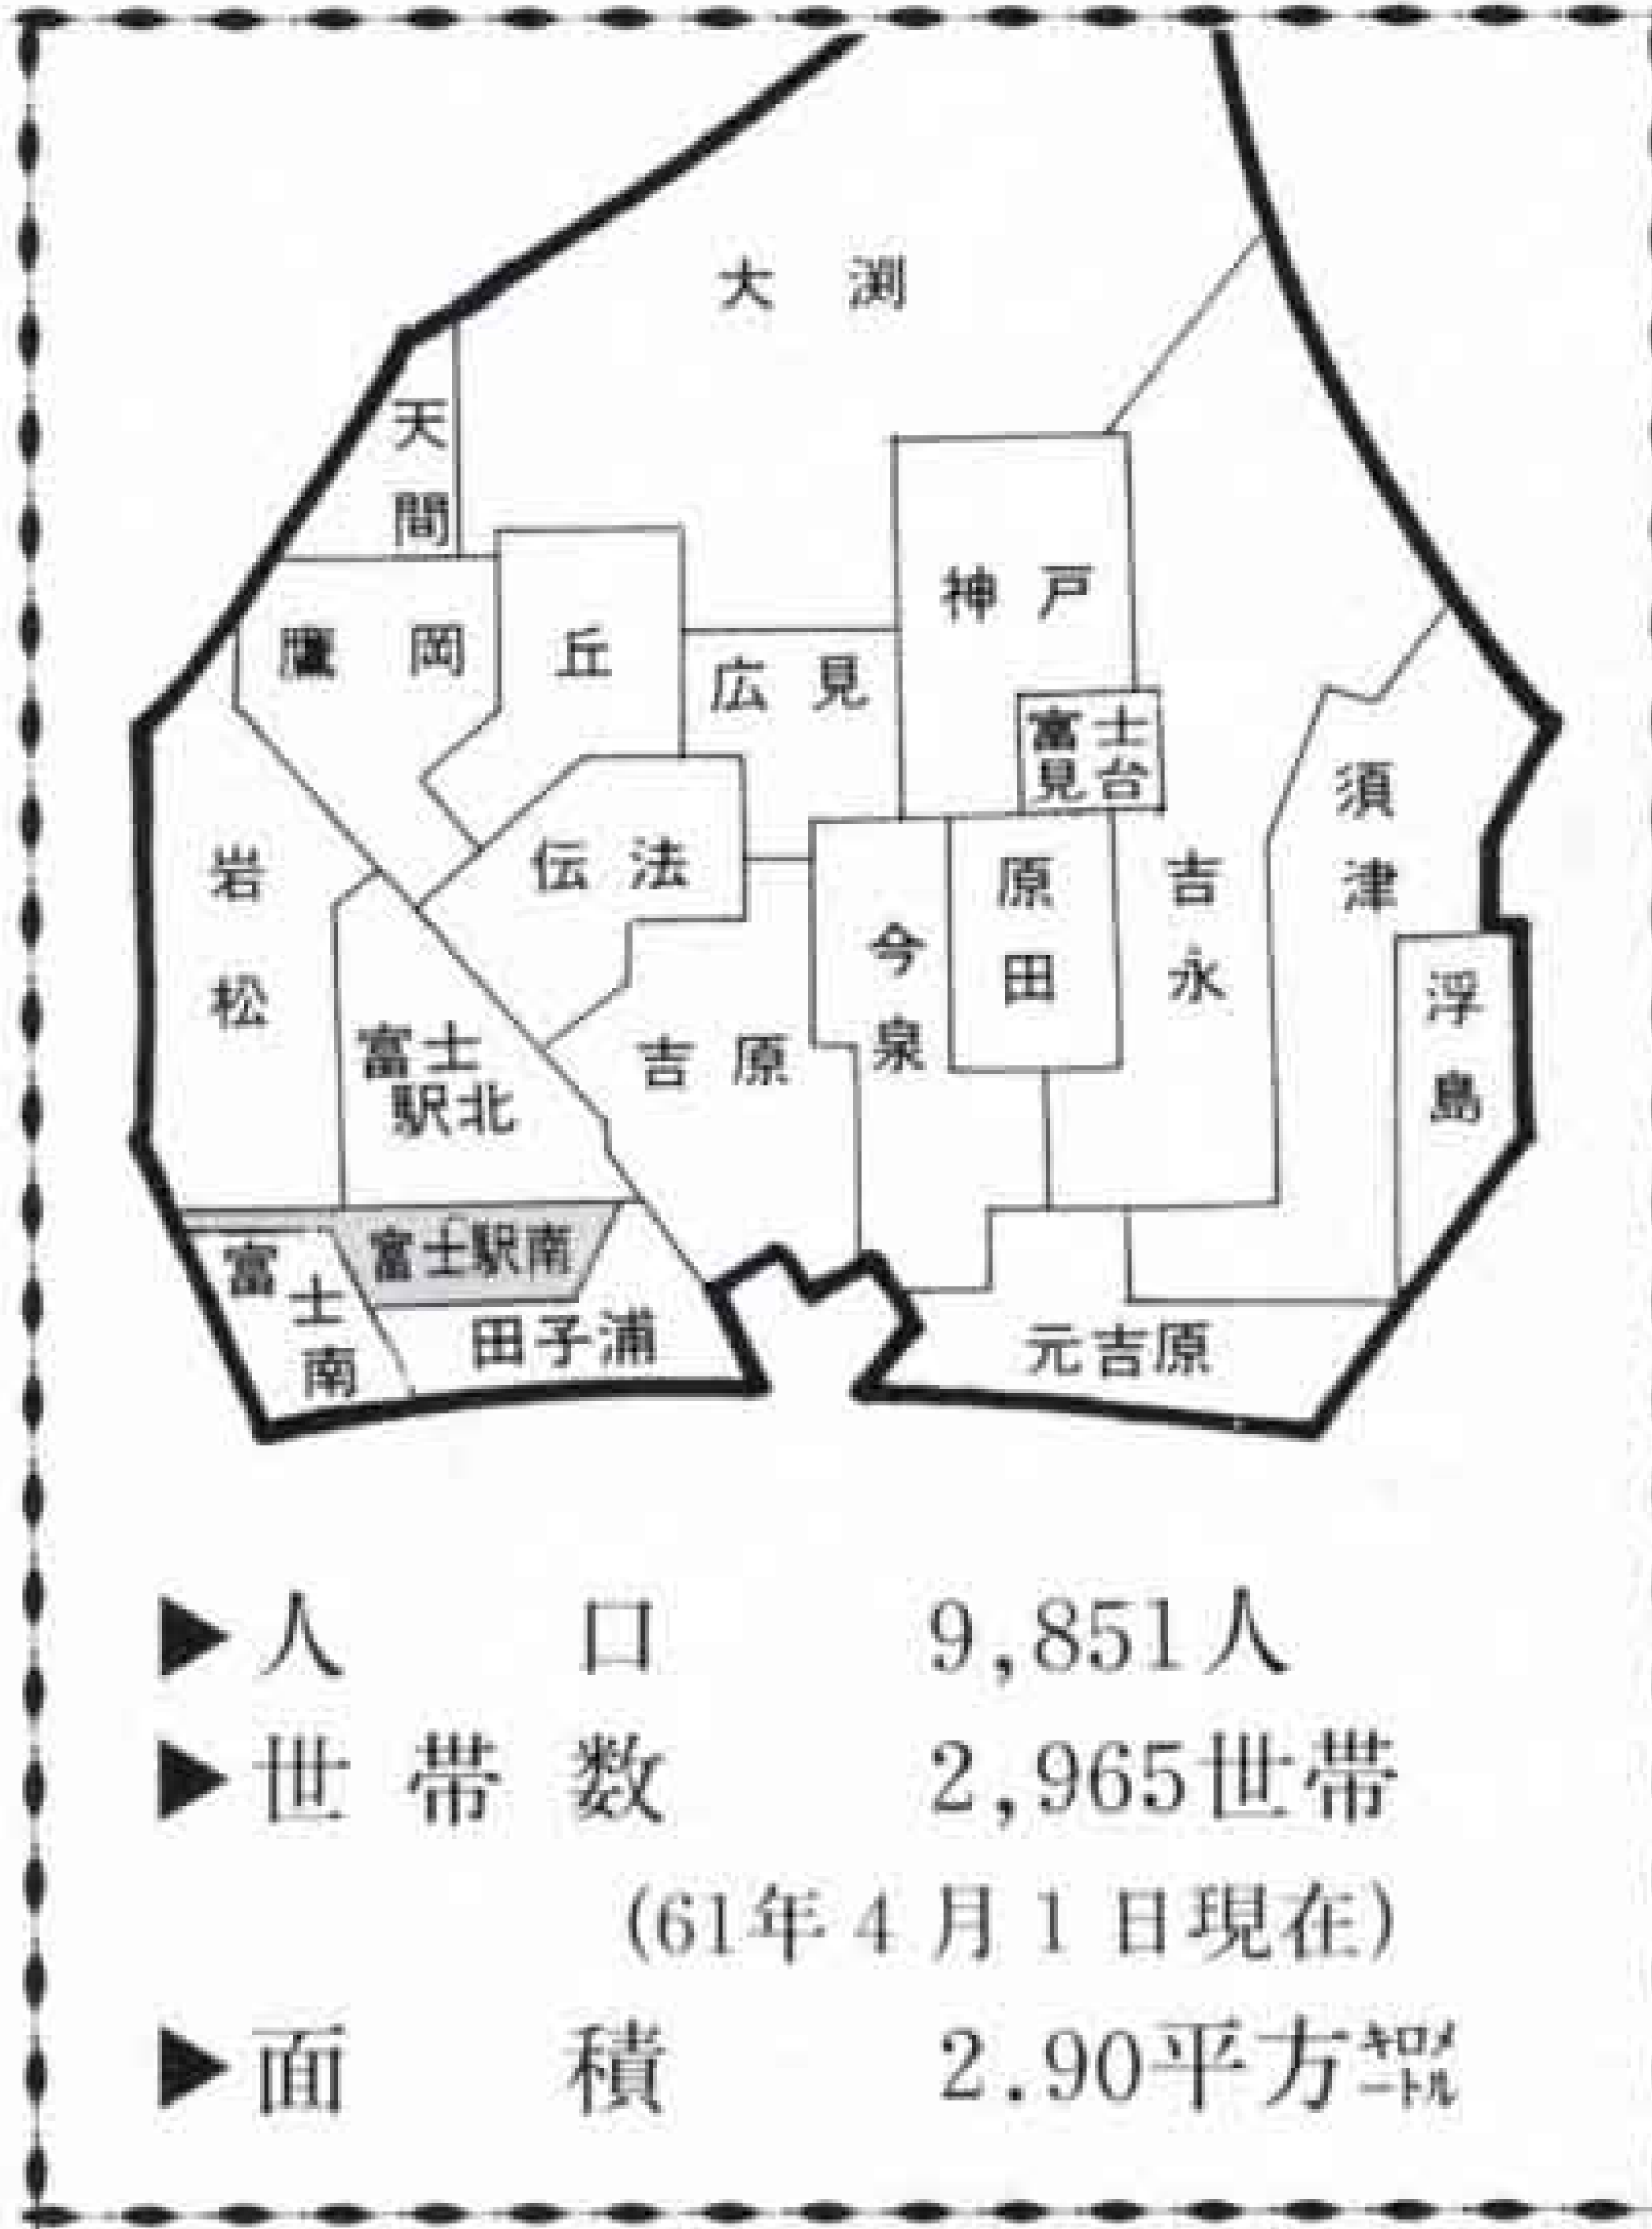 大渕
天間
神戸
鷹岡
丘
広見
富士
見台
須津
岩松
伝法
原田
吉永
今泉
浮島
富士
駅北
吉原
富士駅南
富士南
田子浦
元吉原
▶人口 9,851人
▶世帯数 2,965世帯
(61年4月1日現在)
▶面積 2.90平方キロメートル